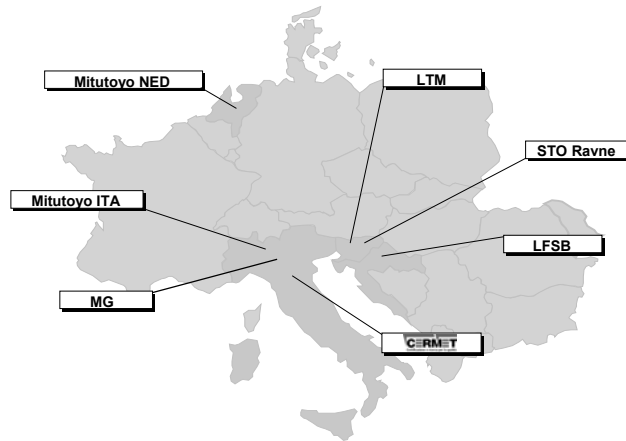 Mitutoyo NED
LTM
STO Ravne
Mitutoyo ITA
LFSB
MG
CERMET